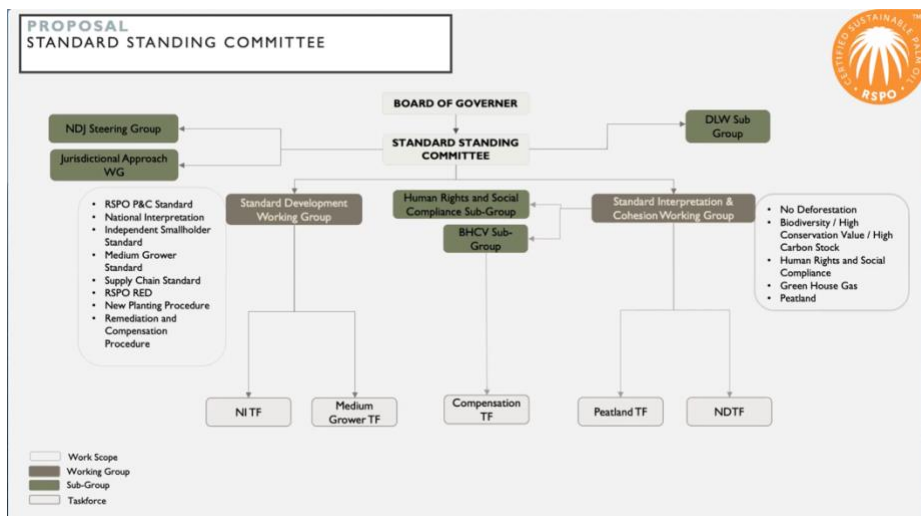 PROPOSAL
STANDARD STANDING COMMITTEE
CERTIFIED SUSTAINABLE PALM OIL
RSPO
TM
BOARD OF GOVERNER
NDJ Steering Group
DLW Sub
Group
STANDARD STANDING
COMMITTEE
Jurisdictional Approach
WG
• RSPO P&C Standard
• National Interpretation
• Independent Smallholder
Standard
• Medium Grower
Standard
• Supply Chain Standard
• RSPO RED
• New Planting Procedure
• Remediation and
Compensation
Procedure
Standard Development
Working Group
Human Rights and Social
Compliance Sub-Group
BHCV Sub-
Group
Standard Interpretation &
Cohesion Working Group
• No Deforestation
• Biodiversity / High
Conservation Value / High
Carbon Stock
• Human Rights and Social
Compliance
• Green House Gas
• Peatland
NI TF
Medium
Grower TF
Compensation
TF
Peatland TF
NDTF
Work Scope
Working Group
Sub-Group
Taskforce